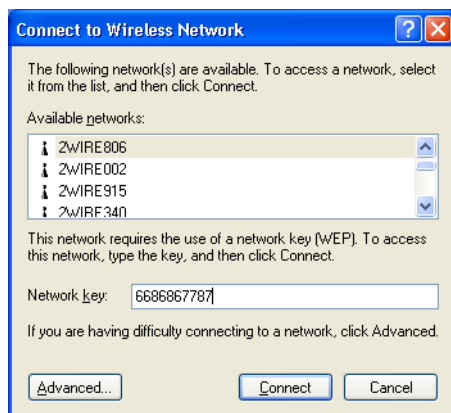 Connect to Wireless Network
The following network(s) are available. To access a network, select
it from the list, and then click Connect.
Available networks:
2WIRE806
2WIRE002
2WIRE915
2WIRE340
This network requires the use of a network key (WEP). To access
this network, type the key, and then click Connect.
Network key: 6686867787
If you are having difficulty connecting to a network, click Advanced.
Advanced... Connect Cancel